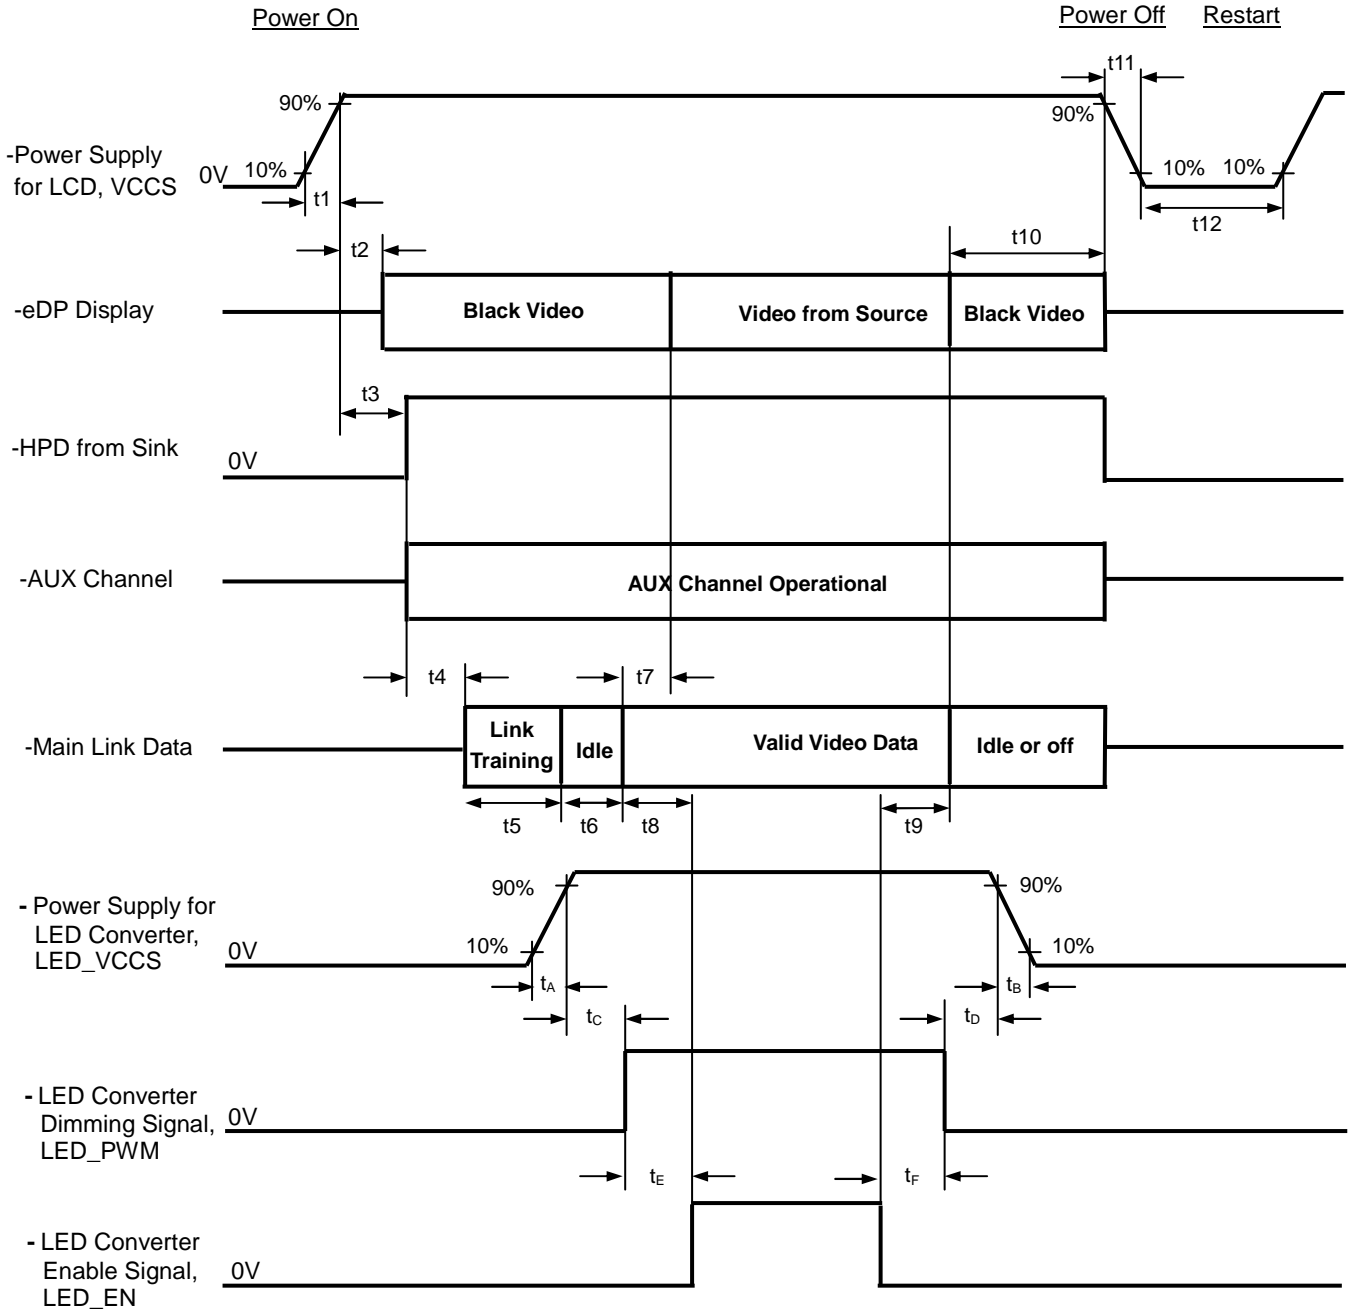 Power On
Power Off
Restart
t11
90%
90%
-Power Supply
for LCD, VCCS
0V
10%
10%
10%
t1
t12
t2
t10
-eDP Display
Black Video
Video from Source
Black Video
t3
-HPD from Sink
0V
-AUX Channel
AUX Channel Operational
t4
t7
-Main Link Data
Link
Training
Idle
Valid Video Data
Idle or off
t5
t6
t8
t9
90%
90%
- Power Supply for
LED Converter,
LED_VCCS
0V
10%
10%
tA
tB
tC
tD
- LED Converter
Dimming Signal,
LED_PWM
0V
tE
tF
- LED Converter
Enable Signal,
LED_EN
0V